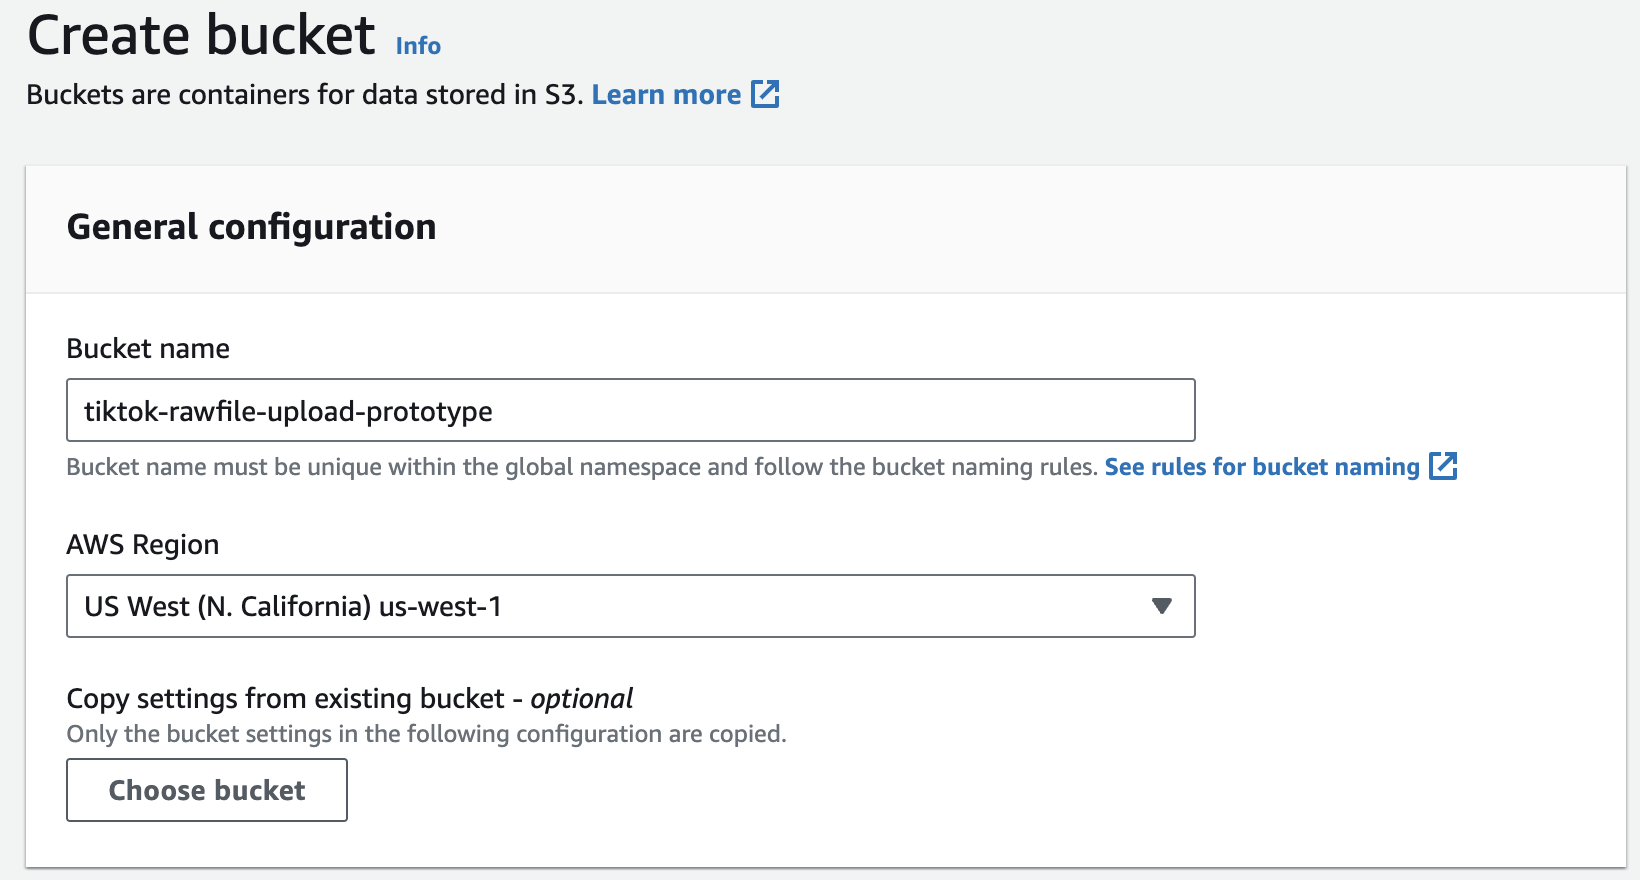 Create bucket Info
Buckets are containers for data stored in S3. Learn more
General configuration
Bucket name
tiktok-rawfile-upload-prototype
Bucket name must be unique within the global namespace and follow the bucket naming rules. See rules for bucket naming
AWS Region
US West (N. California) us-west-1
Copy settings from existing bucket - optional
Only the bucket settings in the following configuration are copied.
Choose bucket